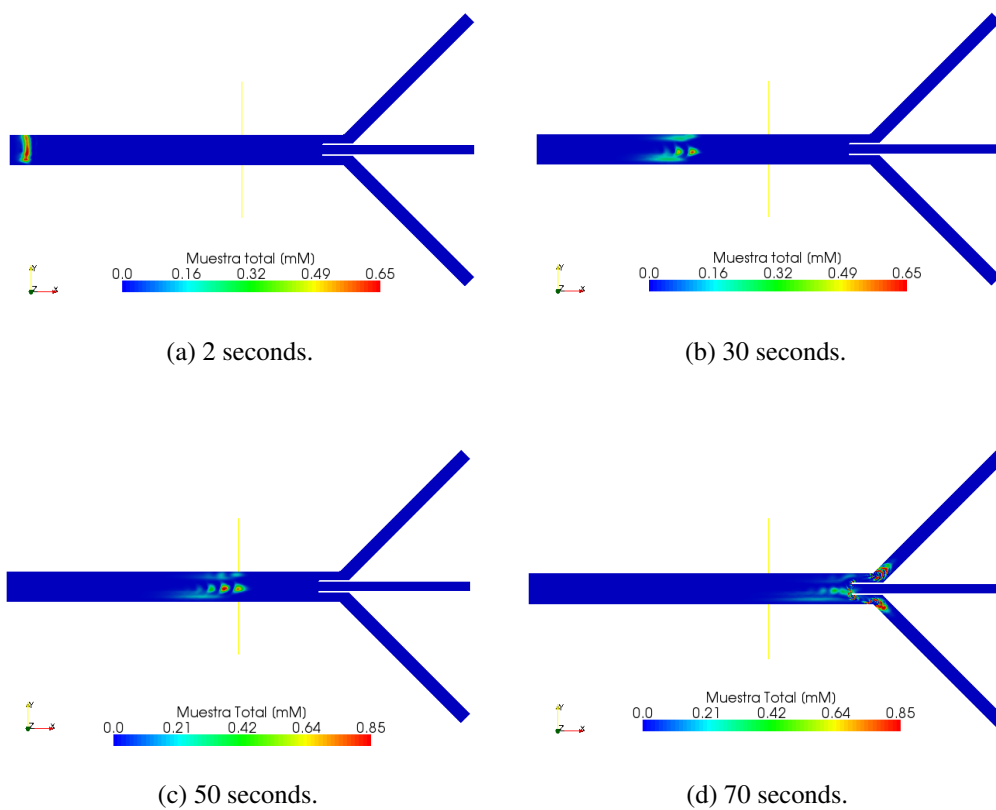 Muestra total (mM)
0.0 0.16 0.32 0.49 0.65
Y
Z X
(a) 2 seconds.
Muestra total (mM)
0.0 0.16 0.32 0.49 0.65
Y
Z X
(b) 30 seconds.
Muestra Total (mM)
0.0 0.21 0.42 0.64 0.85
Y
Z X
(c) 50 seconds.
Muestra Total (mM)
0.0 0.21 0.42 0.64 0.85
Y
Z X
(d) 70 seconds.